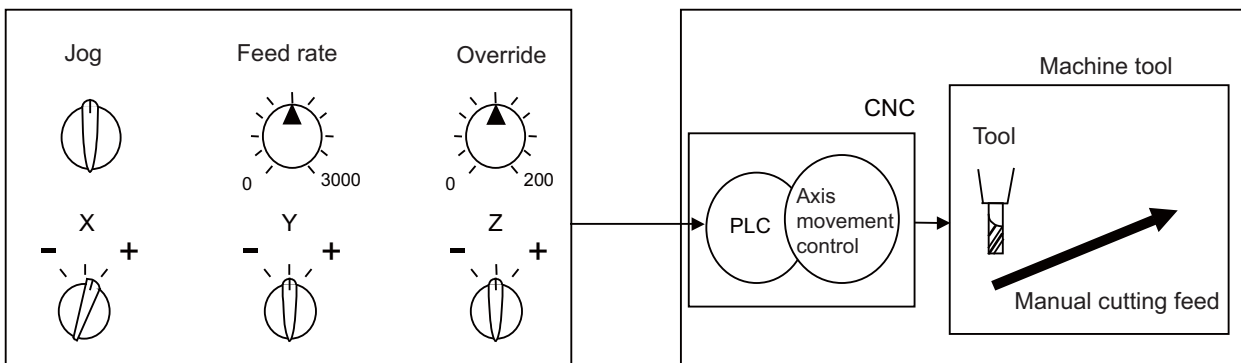 Jog
Feed rate
Override
0
3000
0
200
X
Y
Z
- +
- +
- +
CNC
PLC
Axis
movement
control
Machine tool
Tool
Manual cutting feed